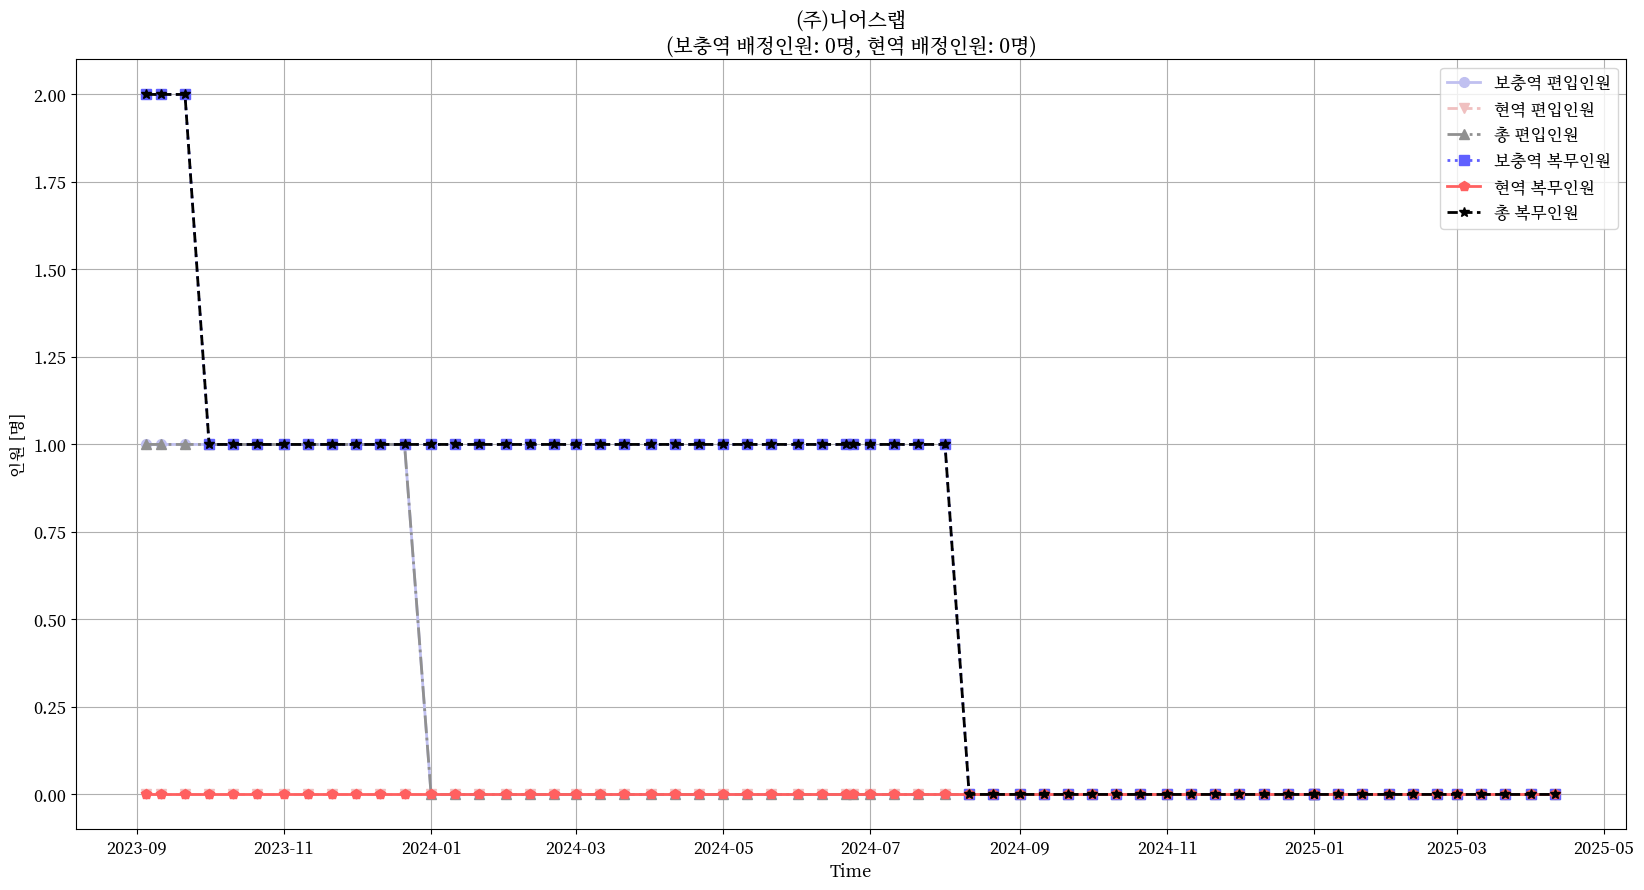 (주)니어스랩
(보충역 배정인원: 0명, 현역 배정인원: 0명)
보충역 편입인원
현역 편입인원
총 편입인원
보충역 복무인원
현역 복무인원
총 복무인원
인원 [명]
2.00
1.75
1.50
1.25
1.00
0.75
0.50
0.25
0.00
2023-09
2023-11
2024-01
2024-03
2024-05
2024-07
2024-09
2024-11
2025-01
2025-03
2025-05
Time